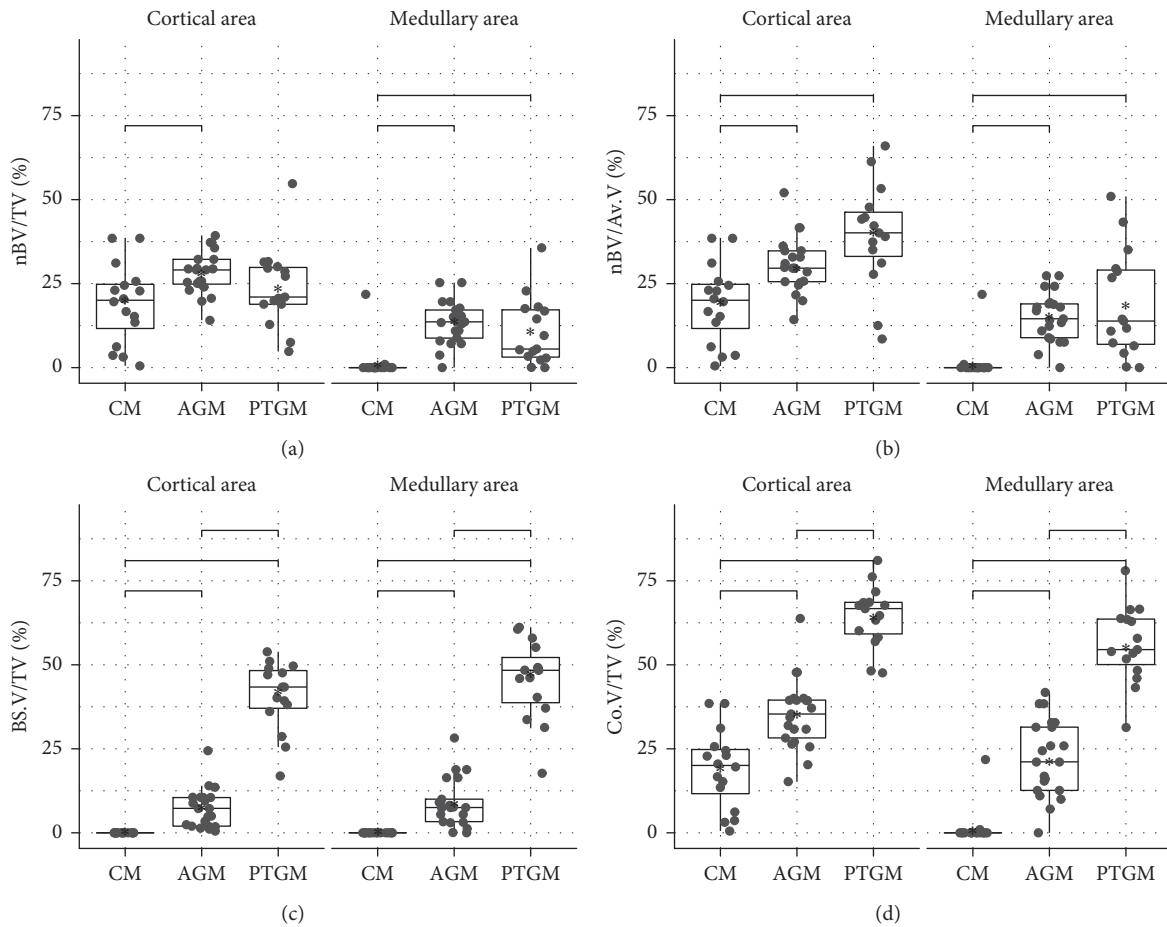 Cortical area Medullary area
nBV/TV (%)
75
50
25
0
CM AGM PTGM CM AGM PTGM
(a)
Cortical area Medullary area
nBV/Av.V (%)
75
50
25
0
CM AGM PTGM CM AGM PTGM
(b)
Cortical area Medullary area
BS.V/TV (%)
75
50
25
0
CM AGM PTGM CM AGM PTGM
(c)
Cortical area Medullary area
Co.V/TV (%)
75
50
25
0
CM AGM PTGM CM AGM PTGM
(d)